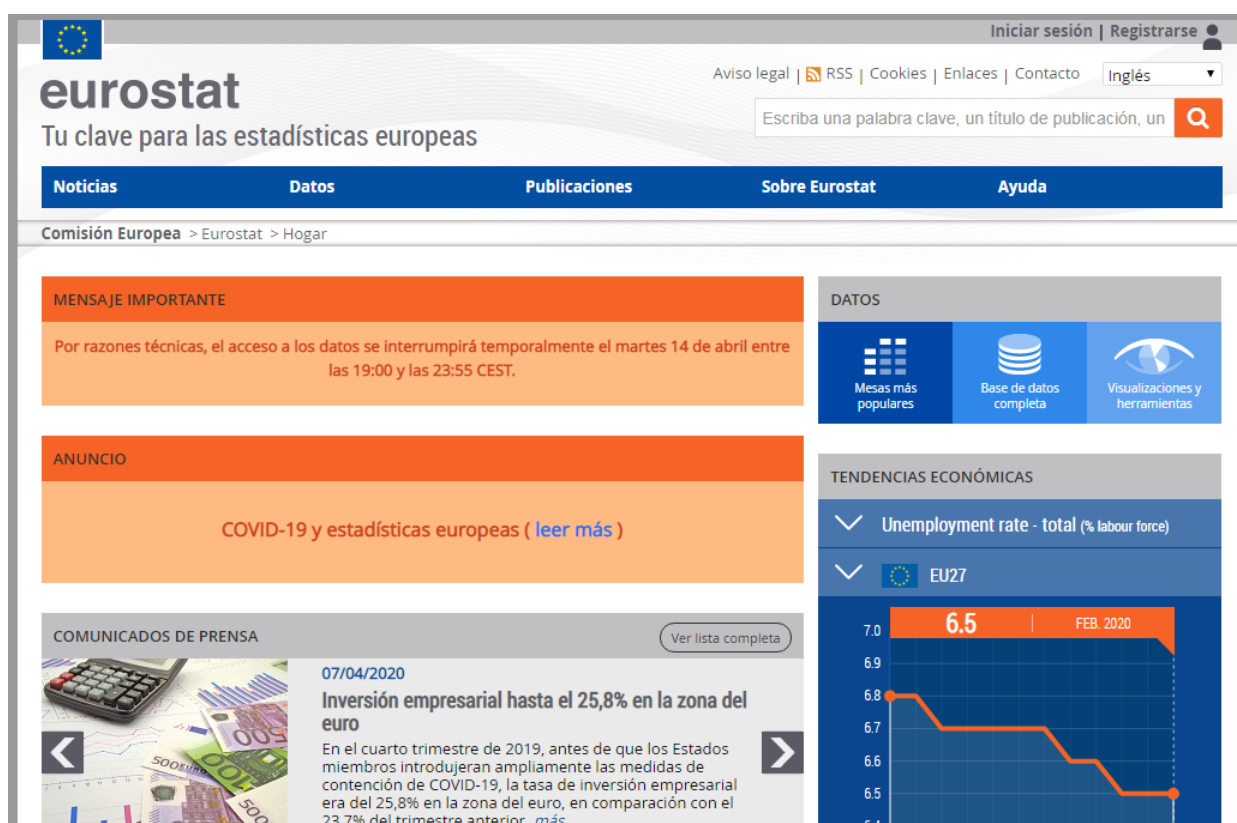 Iniciar sesión | Registrarse
Aviso legal | RSS | Cookies | Enlaces | Contacto
Inglés
eurostat
Tu clave para las estadísticas europeas
Escriba una palabra clave, un título de publicación, un
Noticias
Datos
Publicaciones
Sobre Eurostat
Ayuda
Comisión Europea > Eurostat > Hogar
MENSAJE IMPORTANTE
Por razones técnicas, el acceso a los datos se interrumpirá temporalmente el martes 14 de abril entre
las 19:00 y las 23:55 CEST.
ANUNCIO
COVID-19 y estadísticas europeas ( leer más )
COMUNICADOS DE PRENSA
Ver lista completa
07/04/2020
Inversión empresarial hasta el 25,8% en la zona del
euro
En el cuarto trimestre de 2019, antes de que los Estados
miembros introdujeran ampliamente las medidas de
contención de COVID-19, la tasa de inversión empresarial
era del 25,8% en la zona del euro, en comparación con el
23,7% del trimestre anterior. más
DATOS
Mesas más
populares
Base de datos
completa
Visualizaciones y
herramientas
TENDENCIAS ECONÓMICAS
Unemployment rate - total (% labour force)
EU27
6.5
FEB. 2020
7.0
6.9
6.8
6.7
6.6
6.5
6.4